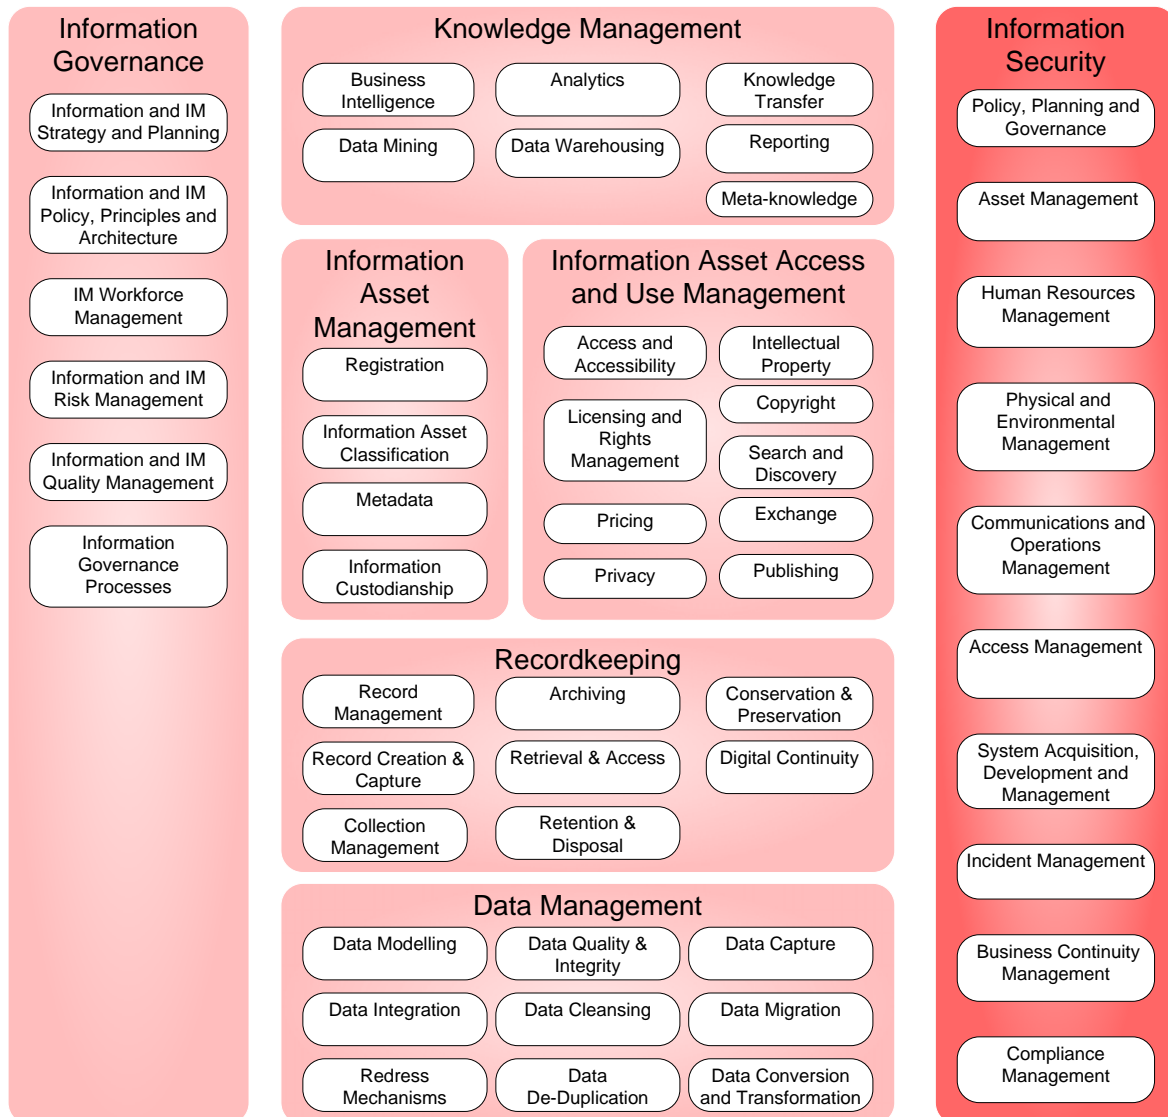 Information
Governance
Information and IM
Strategy and Planning
Information and IM
Policy, Principles and
Architecture
IM Workforce
Management
Information and IM
Risk Management
Information and IM
Quality Management
Information
Governance
Processes
Knowledge Management
Business
Intelligence
Analytics
Knowledge
Transfer
Data Mining
Data Warehousing
Reporting
Meta-knowledge
Information
Asset
Management
Registration
Information Asset
Classification
Metadata
Information
Custodianship
Information Asset Access
and Use Management
Access and
Accessibility
Intellectual
Property
Licensing and
Rights
Management
Copyright
Search and
Discovery
Pricing
Exchange
Privacy
Publishing
Recordkeeping
Record
Management
Archiving
Conservation &
Preservation
Record Creation &
Capture
Retrieval & Access
Digital Continuity
Collection
Management
Retention &
Disposal
Data Management
Data Modelling
Data Quality &
Integrity
Data Capture
Data Integration
Data Cleansing
Data Migration
Redress
Mechanisms
Data
De-Duplication
Data Conversion
and Transformation
Information
Security
Policy, Planning and
Governance
Asset Management
Human Resources
Management
Physical and
Environmental
Management
Communications and
Operations
Management
Access Management
System Acquisition,
Development and
Management
Incident Management
Business Continuity
Management
Compliance
Management